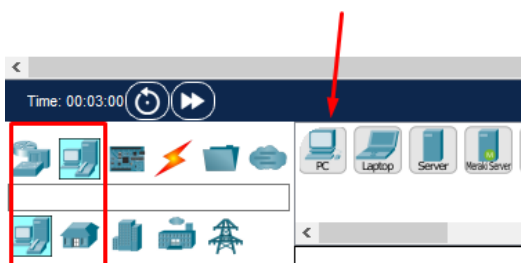 Time: 00:03:00
PC
Laptop
Server
Meraki Server